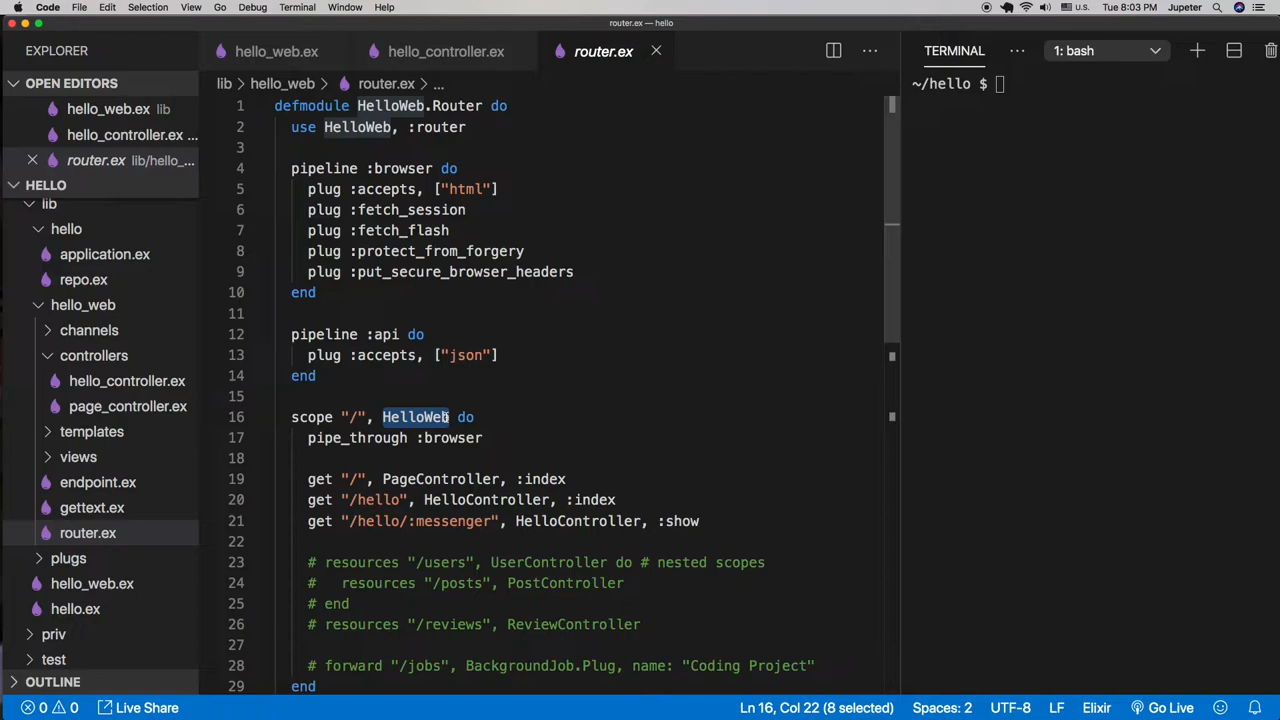 Code File Edit Selection View Go Debug Terminal Window Help U.S. Tue 8:03 PM Jupeter
router.ex — hello
EXPLORER
OPEN EDITORS
hello_web.ex lib
hello_controller.ex ...
router.ex lib/hello_...
HELLO
lib
hello
application.ex
repo.ex
hello_web
channels
controllers
hello_controller.ex
page_controller.ex
templates
views
endpoint.ex
gettext.ex
router.ex
plugs
hello_web.ex
hello.ex
priv
test
OUTLINE
hello_web.ex hello_controller.ex router.ex
lib hello_web router.ex ...
1 defmodule HelloWeb.Router do
2 use HelloWeb, :router
3
4 pipeline :browser do
5 plug :accepts, ["html"]
6 plug :fetch_session
7 plug :fetch_flash
8 plug :protect_from_forgery
9 plug :put_secure_browser_headers
10 end
11
12 pipeline :api do
13 plug :accepts, ["json"]
14 end
15
16 scope "/", HelloWeb do
17 pipe_through :browser
18
19 get "/", PageController, :index
20 get "/hello", HelloController, :index
21 get "/hello/:messenger", HelloController, :show
22
23 # resources "/users", UserController do # nested scopes
24 # resources "/posts", PostController
25 # end
26 # resources "/reviews", ReviewController
27
28 # forward "/jobs", BackgroundJob.Plug, name: "Coding Project"
29 end
TERMINAL ... 1: bash
~/hello $
0 0 Live Share Ln 16, Col 22 (8 selected) Spaces: 2 UTF-8 LF Elixir Go Live